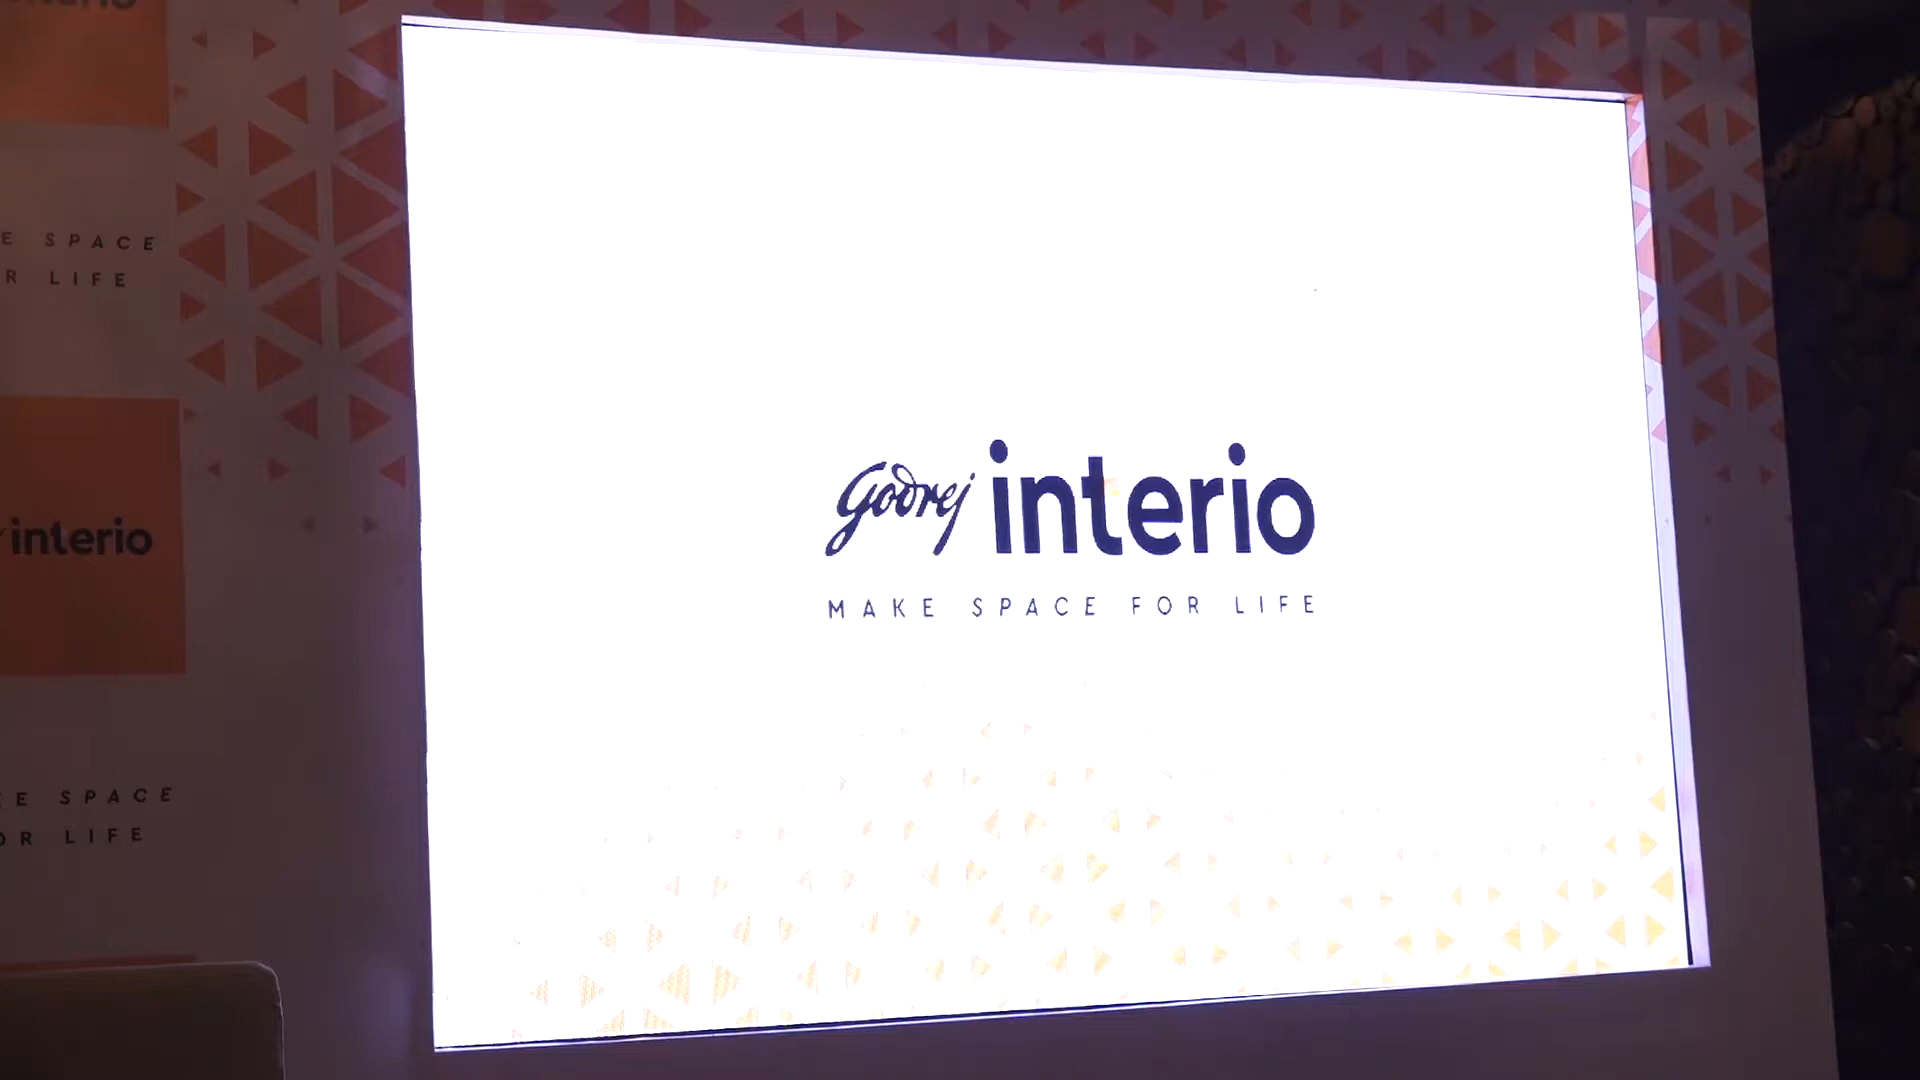 SPACE
LIFE
interio
Godrej interio
MAKE SPACE FOR LIFE
SPACE
LIFE